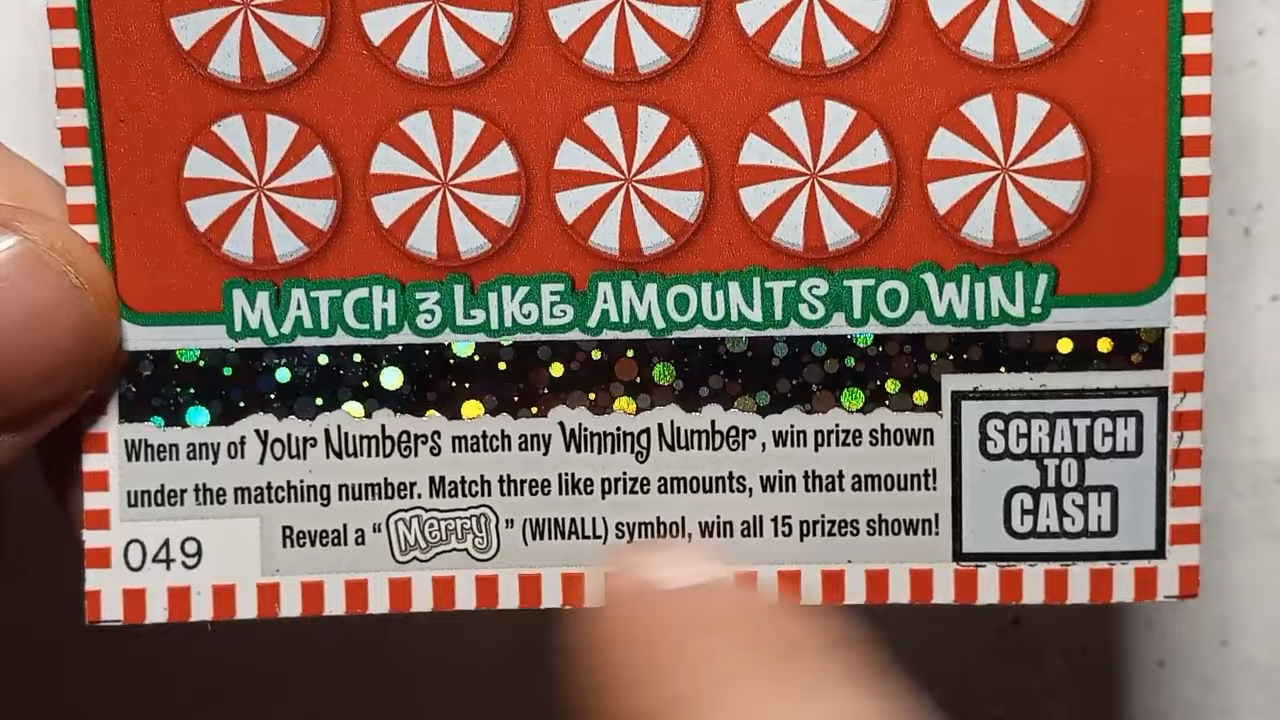 MATCH 3 LIKE AMOUNTS TO WIN!
When any of Your Numbers match any Winning Number, win prize shown
under the matching number. Match three like prize amounts, win that amount!
Reveal a “Merry” (WINALL) symbol, win all 15 prizes shown!
049
SCRATCH
TO
CASH